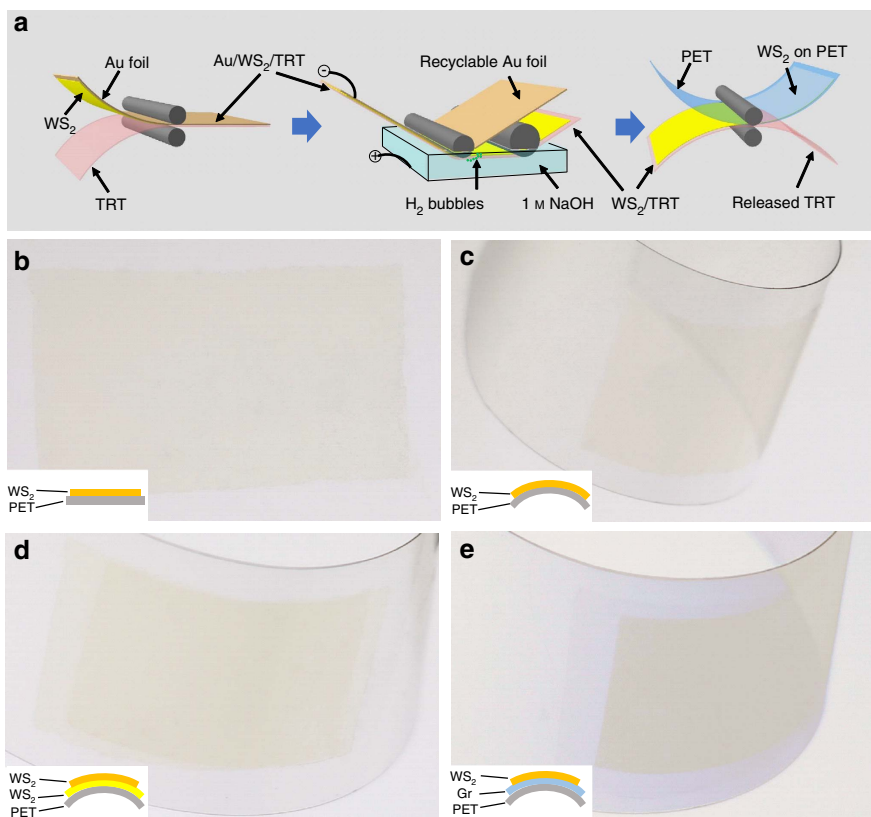 a
Au foil
Au/WS₂/TRT
WS₂
TRT
⊖
⊕
Recyclable Au foil
H₂ bubbles
1 M NaOH
WS₂/TRT
PET
WS₂ on PET
Released TRT
b
WS₂
PET
c
WS₂
PET
d
WS₂
WS₂
PET
e
WS₂
Gr
PET